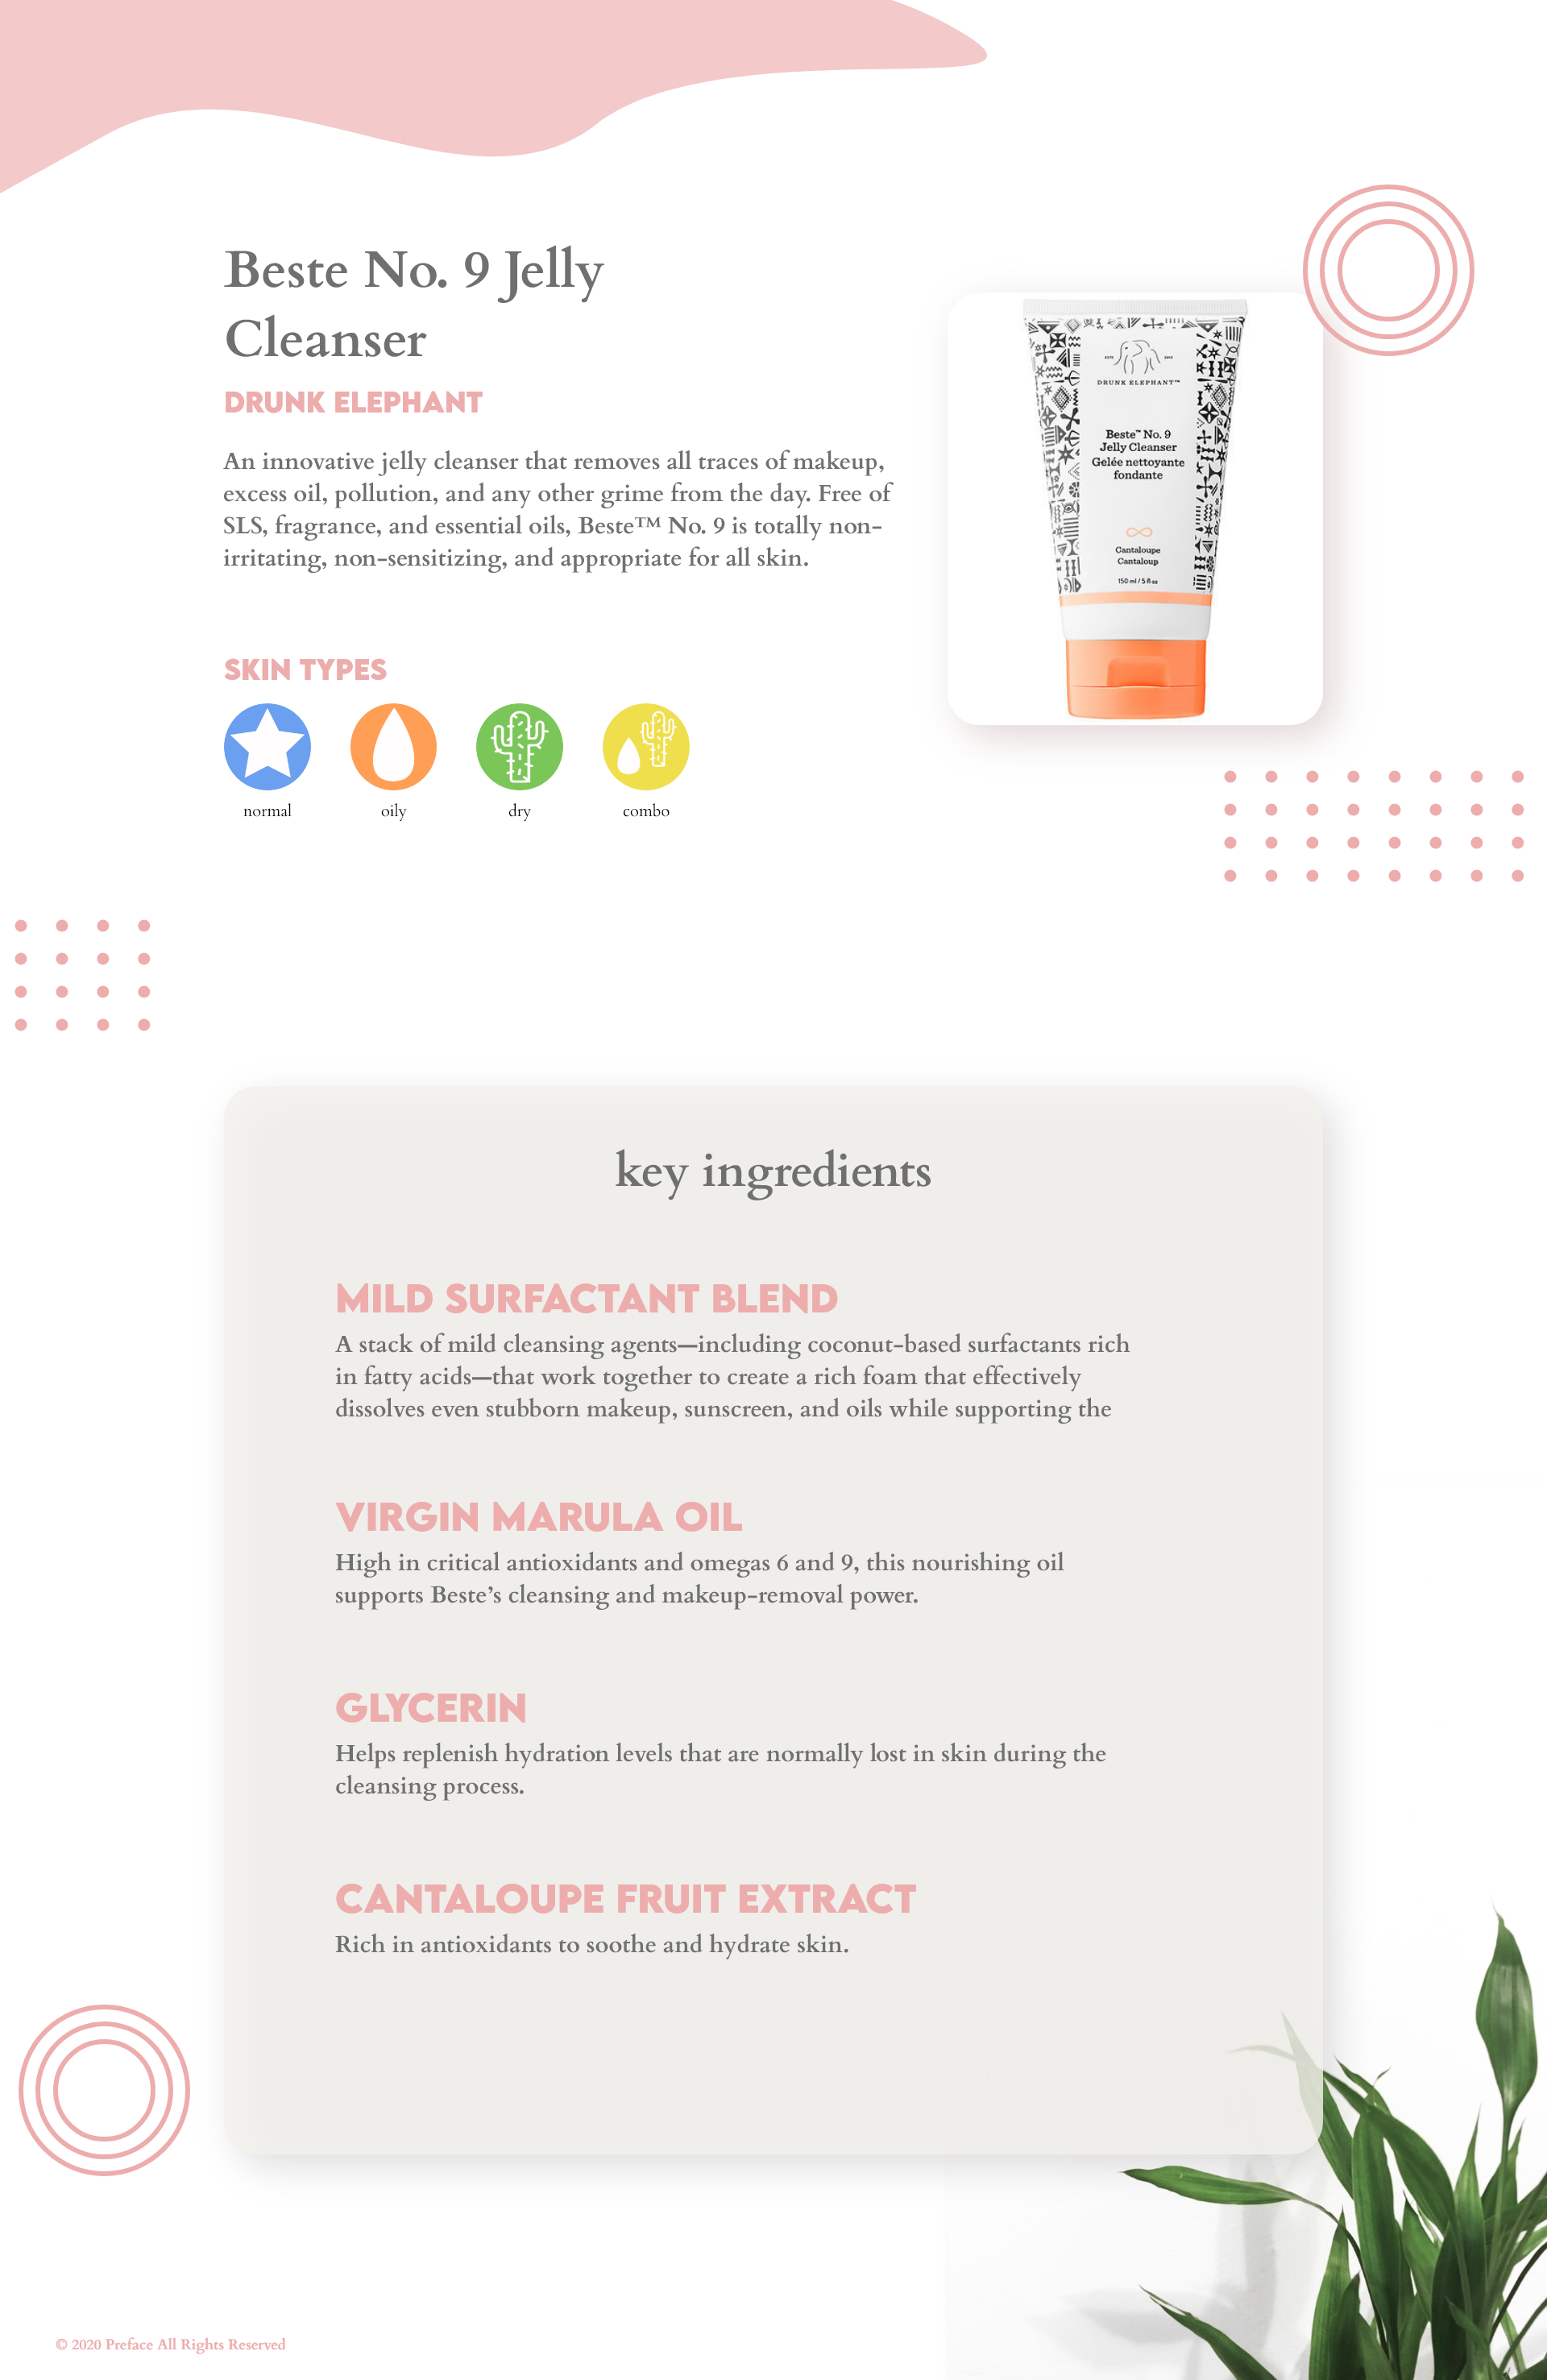 Beste No. 9 Jelly
Cleanser
DRUNK ELEPHANT
An innovative jelly cleanser that removes all traces of makeup,
excess oil, pollution, and any other grime from the day. Free of
SLS, fragrance, and essential oils, Beste™ No. 9 is totally non-
irritating, non-sensitizing, and appropriate for all skin.
SKIN TYPES
normal
oily
dry
combo
DRUNK ELEPHANT™
Beste™ No. 9
Jelly Cleanser
Gelée nettoyante
fondante
Cantaloupe
Cantaloup
150 ml / 5 fl oz
key ingredients
MILD SURFACTANT BLEND
A stack of mild cleansing agents—including coconut-based surfactants rich
in fatty acids—that work together to create a rich foam that effectively
dissolves even stubborn makeup, sunscreen, and oils while supporting the
VIRGIN MARULA OIL
High in critical antioxidants and omegas 6 and 9, this nourishing oil
supports Beste’s cleansing and makeup-removal power.
GLYCERIN
Helps replenish hydration levels that are normally lost in skin during the
cleansing process.
CANTALOUPE FRUIT EXTRACT
Rich in antioxidants to soothe and hydrate skin.
© 2020 Preface All Rights Reserved